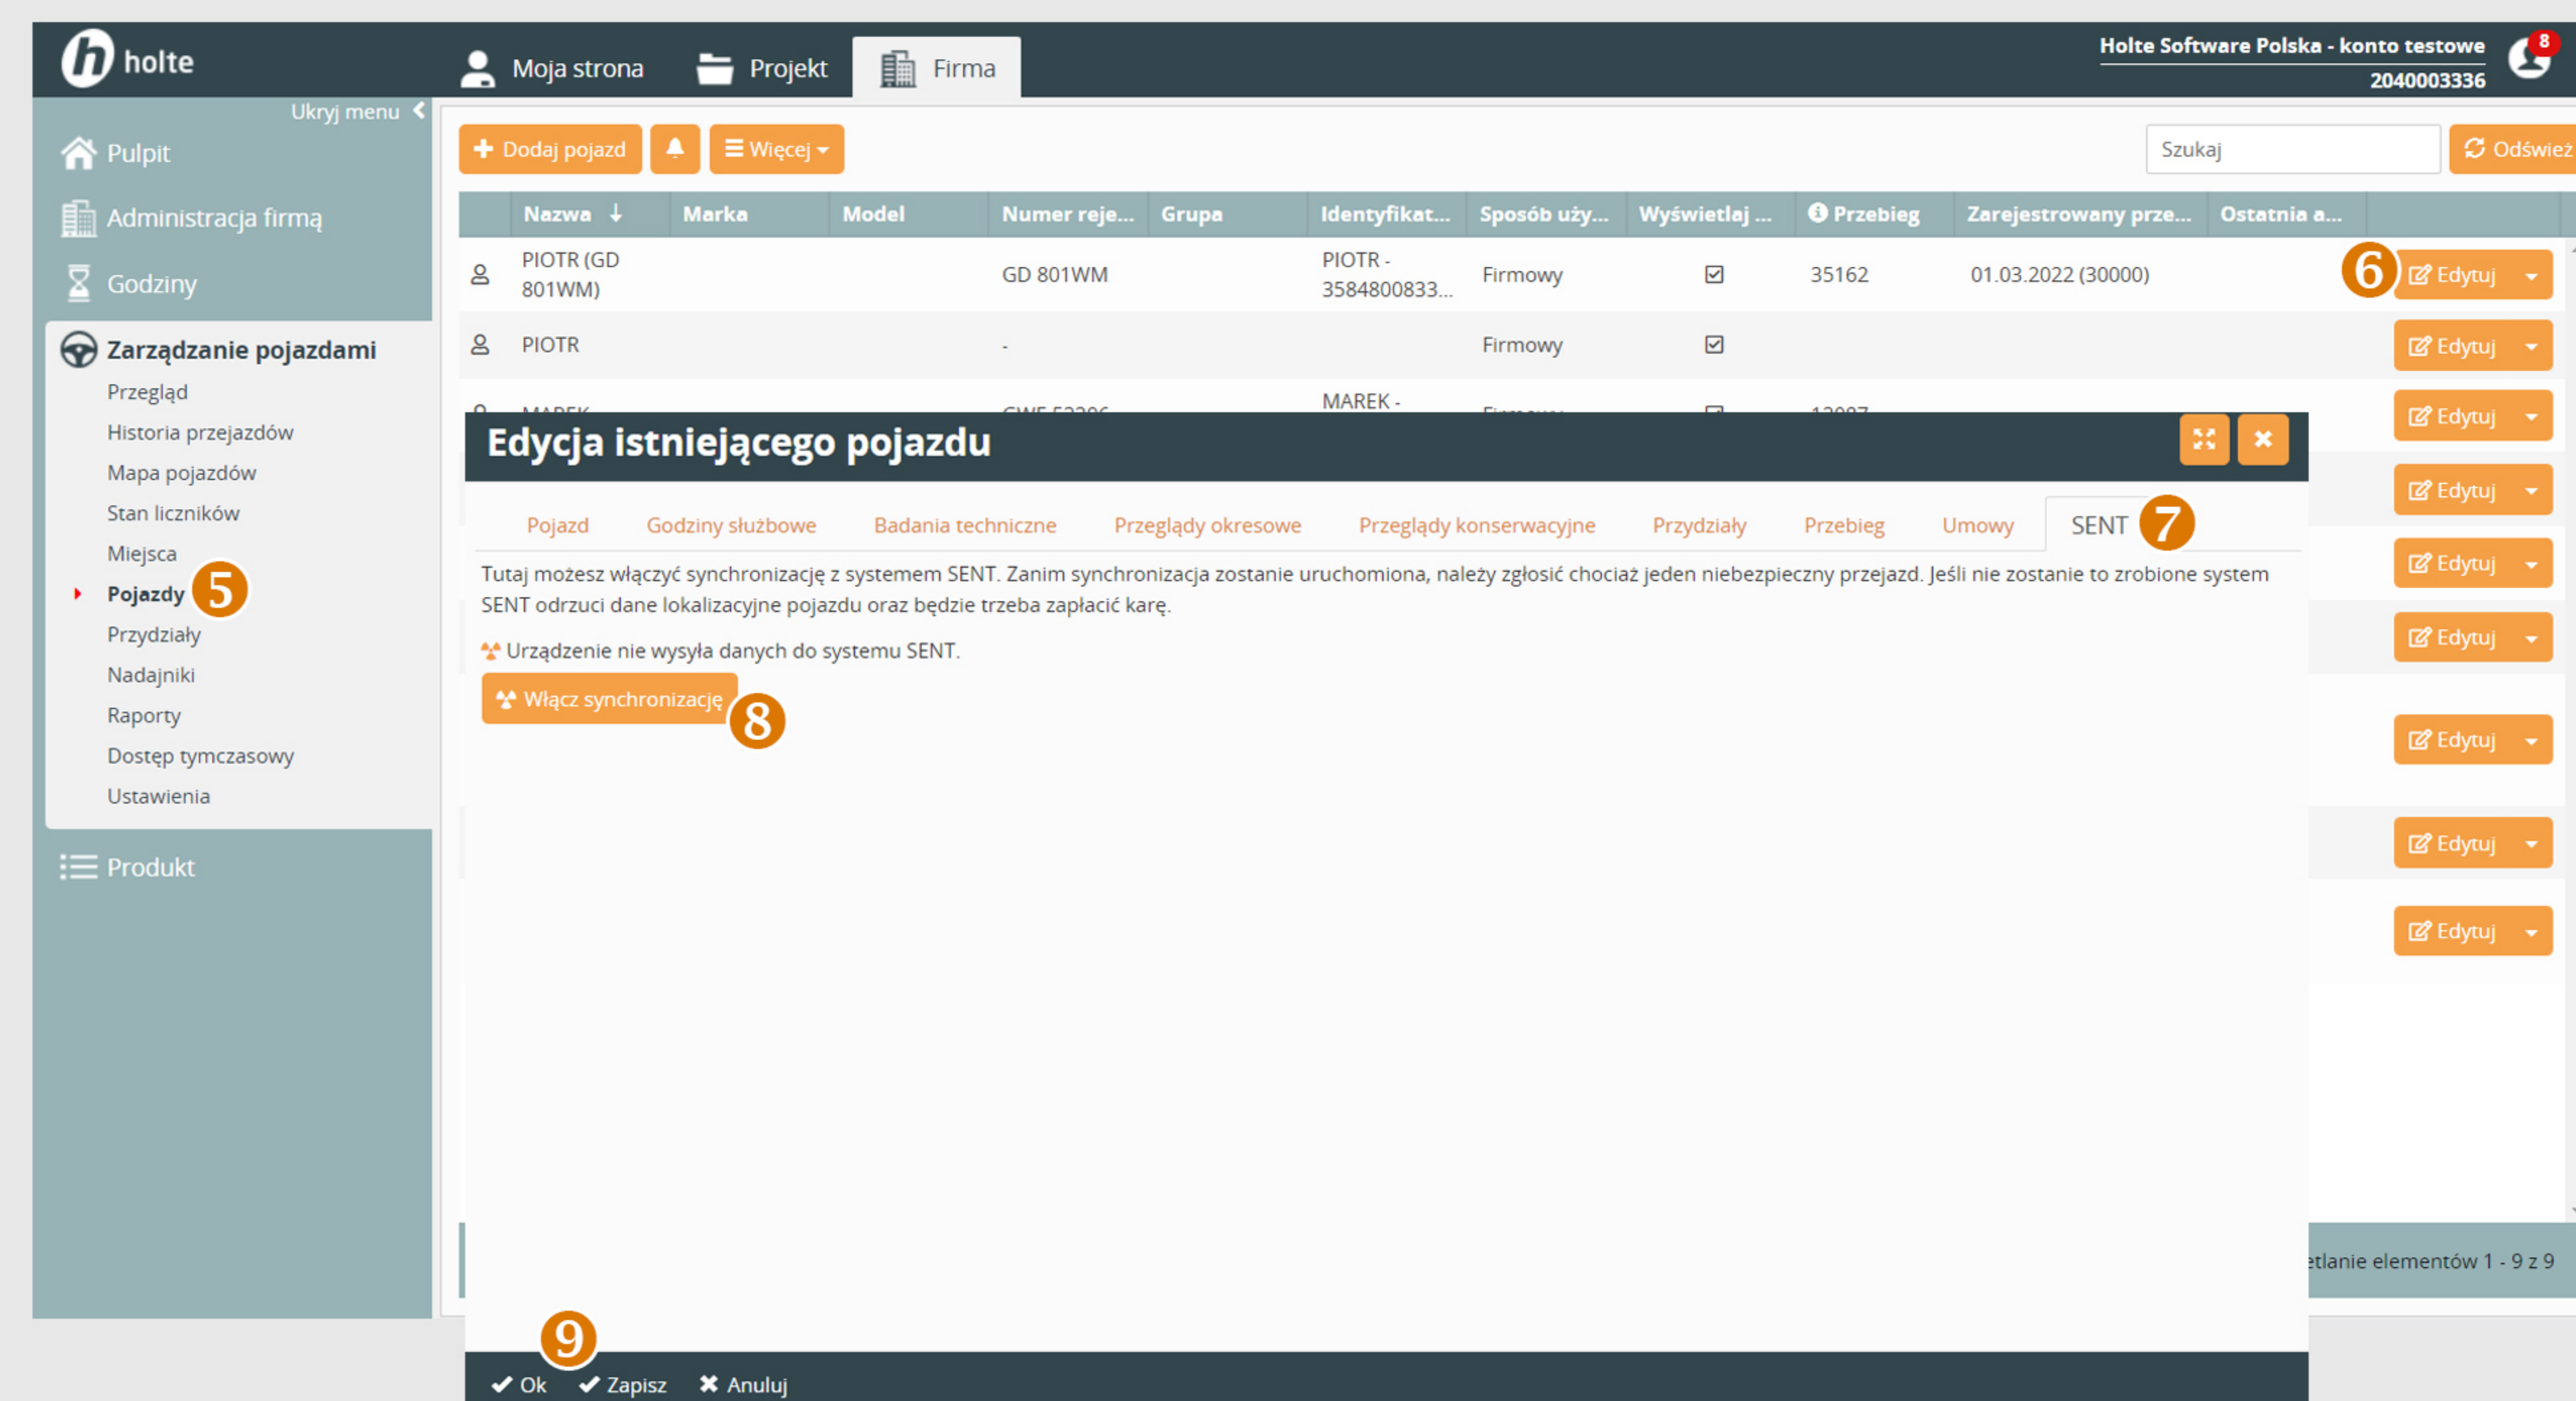 holte
Moja strona
Projekt
Firma
Holte Software Polska - konto testowe
2040003336
8
Ukryj menu
Pulpit
Administracja firmą
Godziny
Zarządzanie pojazdami
Przegląd
Historia przejazdów
Mapa pojazdów
Stan liczników
Miejsca
Pojazdy 5
Przydziały
Nadajniki
Raporty
Dostęp tymczasowy
Ustawienia
Produkt
Dodaj pojazd
Więcej
Szukaj
Odśwież
Nazwa ↓ Marka Model Numer reje... Grupa Identyfikat... Sposób uży... Wyświetlaj ... Przebieg Zarejestrowany prze... Ostatnia a...
PIOTR (GD 801WM) GD 801WM PIOTR - 3584800833... Firmowy 35162 01.03.2022 (30000) 6 Edytuj
PIOTR - Firmowy Edytuj
MAREK MAREK - Edytuj
Edytuj
Edytuj
Edytuj
Edytuj
Edytuj
Edytuj
Edycja istniejącego pojazdu
Pojazd Godziny służbowe Badania techniczne Przeglądy okresowe Przeglądy konserwacyjne Przydziały Przebieg Umowy SENT 7
Tutaj możesz włączyć synchronizację z systemem SENT. Zanim synchronizacja zostanie uruchomiona, należy zgłosić chociaż jeden niebezpieczny przejazd. Jeśli nie zostanie to zrobione system
SENT odrzuci dane lokalizacyjne pojazdu oraz będzie trzeba zapłacić karę.
Urządzenie nie wysyła danych do systemu SENT.
Włącz synchronizację 8
etlanie elementów 1 - 9 z 9
9
Ok Zapisz Anuluj